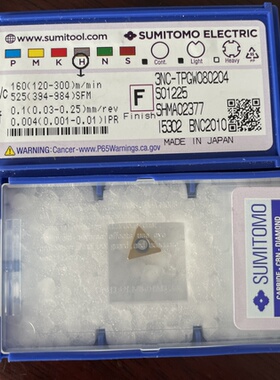 www.sumitool.com
SUMITOMO ELECTRIC
P M K H N S
Light Cont. Heavy
VC 160(120-300)m/min
525(394-984)SFM
f 0.1(0.03-0.25)mm/rev
0.004(0.001-0.01)IPR
F
Finish
3NC-TPGW080204
S01225
SHMA02377
15302 BNC2010
MADE IN JAPAN
WARNING: Cancer-www.P65Warnings.ca.gov
SUMITOMO
CARBIDE - CBN - DIAMOND